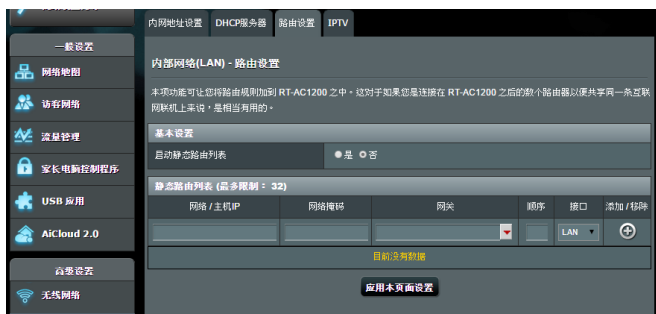 内网地址设置 DHCP服务器 路由设置 IPTV
一般设置
网络地图
访客网络
流量管理
家长电脑控制程序
USB 应用
AiCloud 2.0
高级设置
无线网络
内部网络(LAN) - 路由设置
本项功能可让您将路由规则加到 RT-AC1200 之中。这对于如果您是连接在 RT-AC1200 之后的数个路由器以便共享同一条互联
网联机上来说，是相当有用的。
基本设置
启动静态路由列表 是 否
静态路由列表 (最多限制： 32)
网络 / 主机IP 网络掩码 网关 顺序 接口 添加 / 移除
LAN
目前没有数据
应用本页面设置